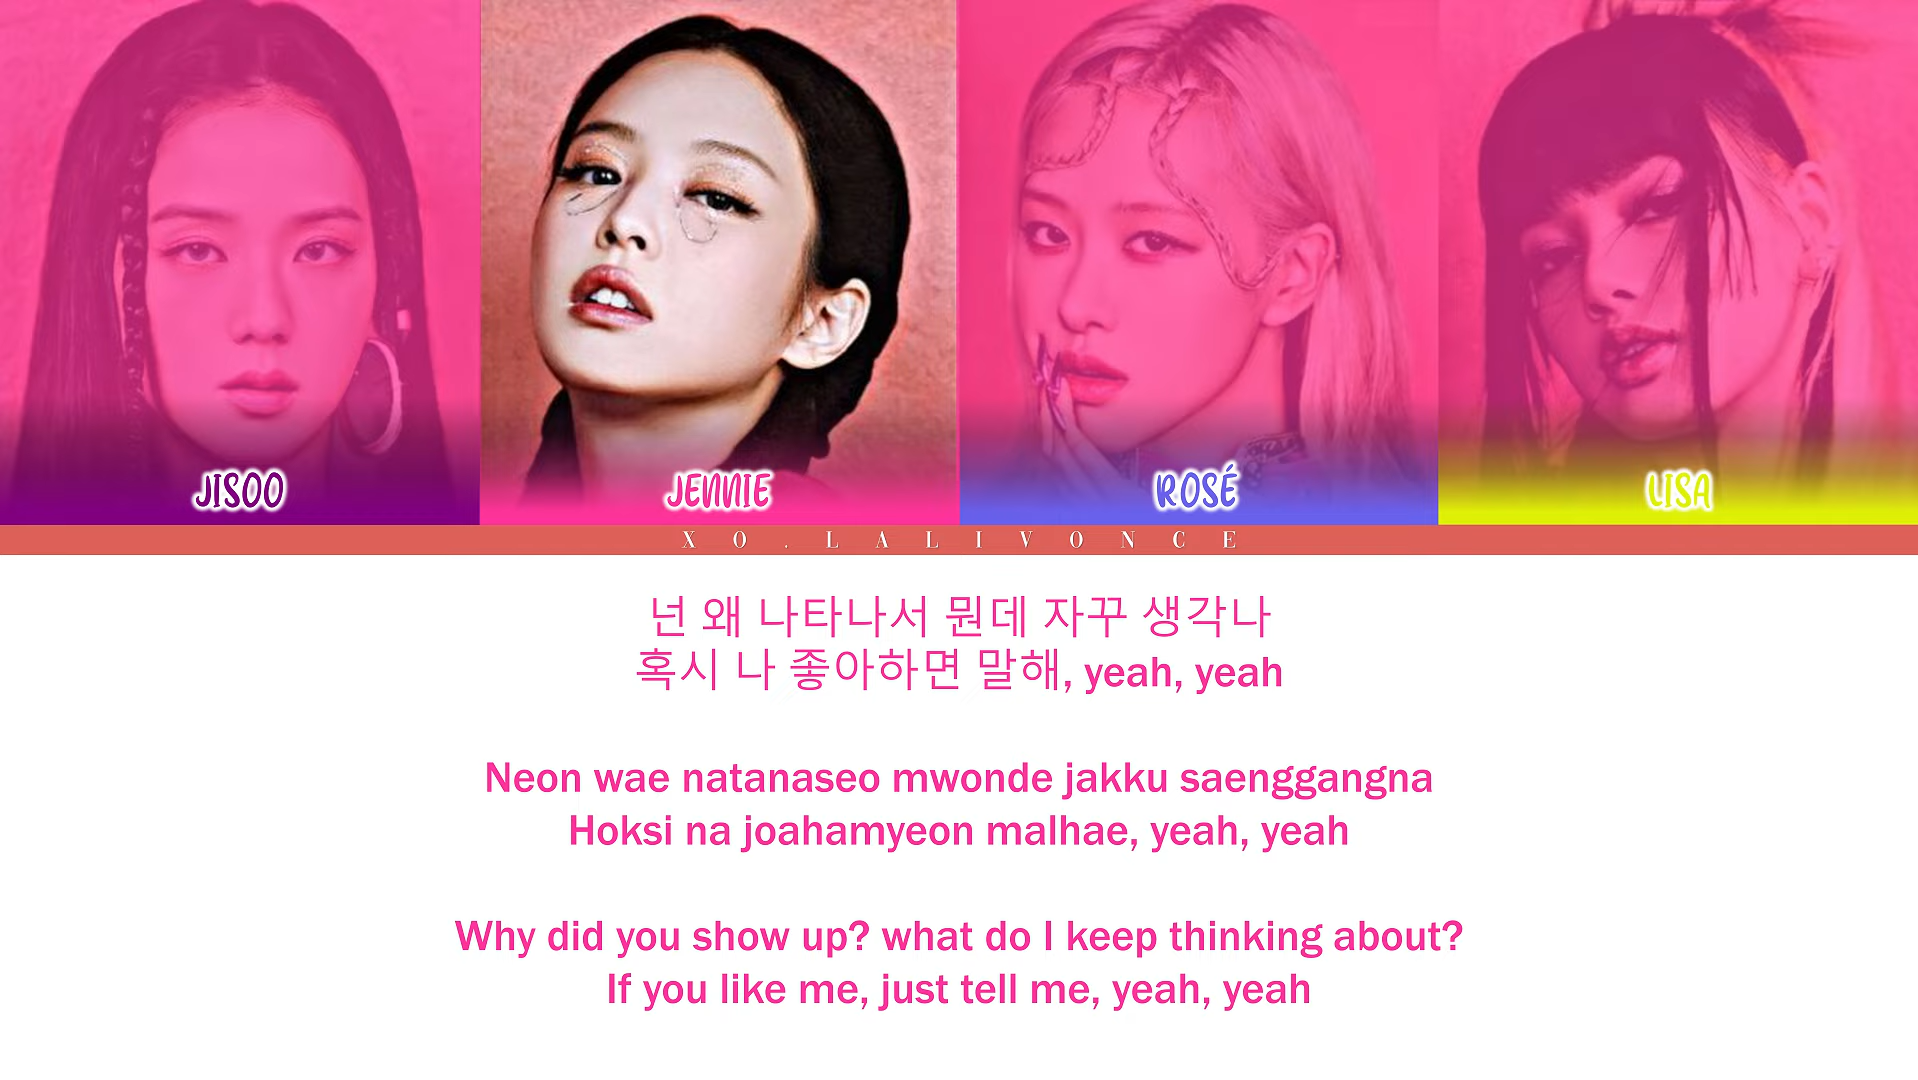 JISOO
JENNIE
ROSÉ
LISA
XO.LALIVONCE
넌 왜 나타나서 뭔데 자꾸 생각나
혹시 나 좋아하면 말해, yeah, yeah
Neon wae natanaseo mwonde jakku saenggangna
Hoksi na joahamyeon malhae, yeah, yeah
Why did you show up? what do I keep thinking about?
If you like me, just tell me, yeah, yeah